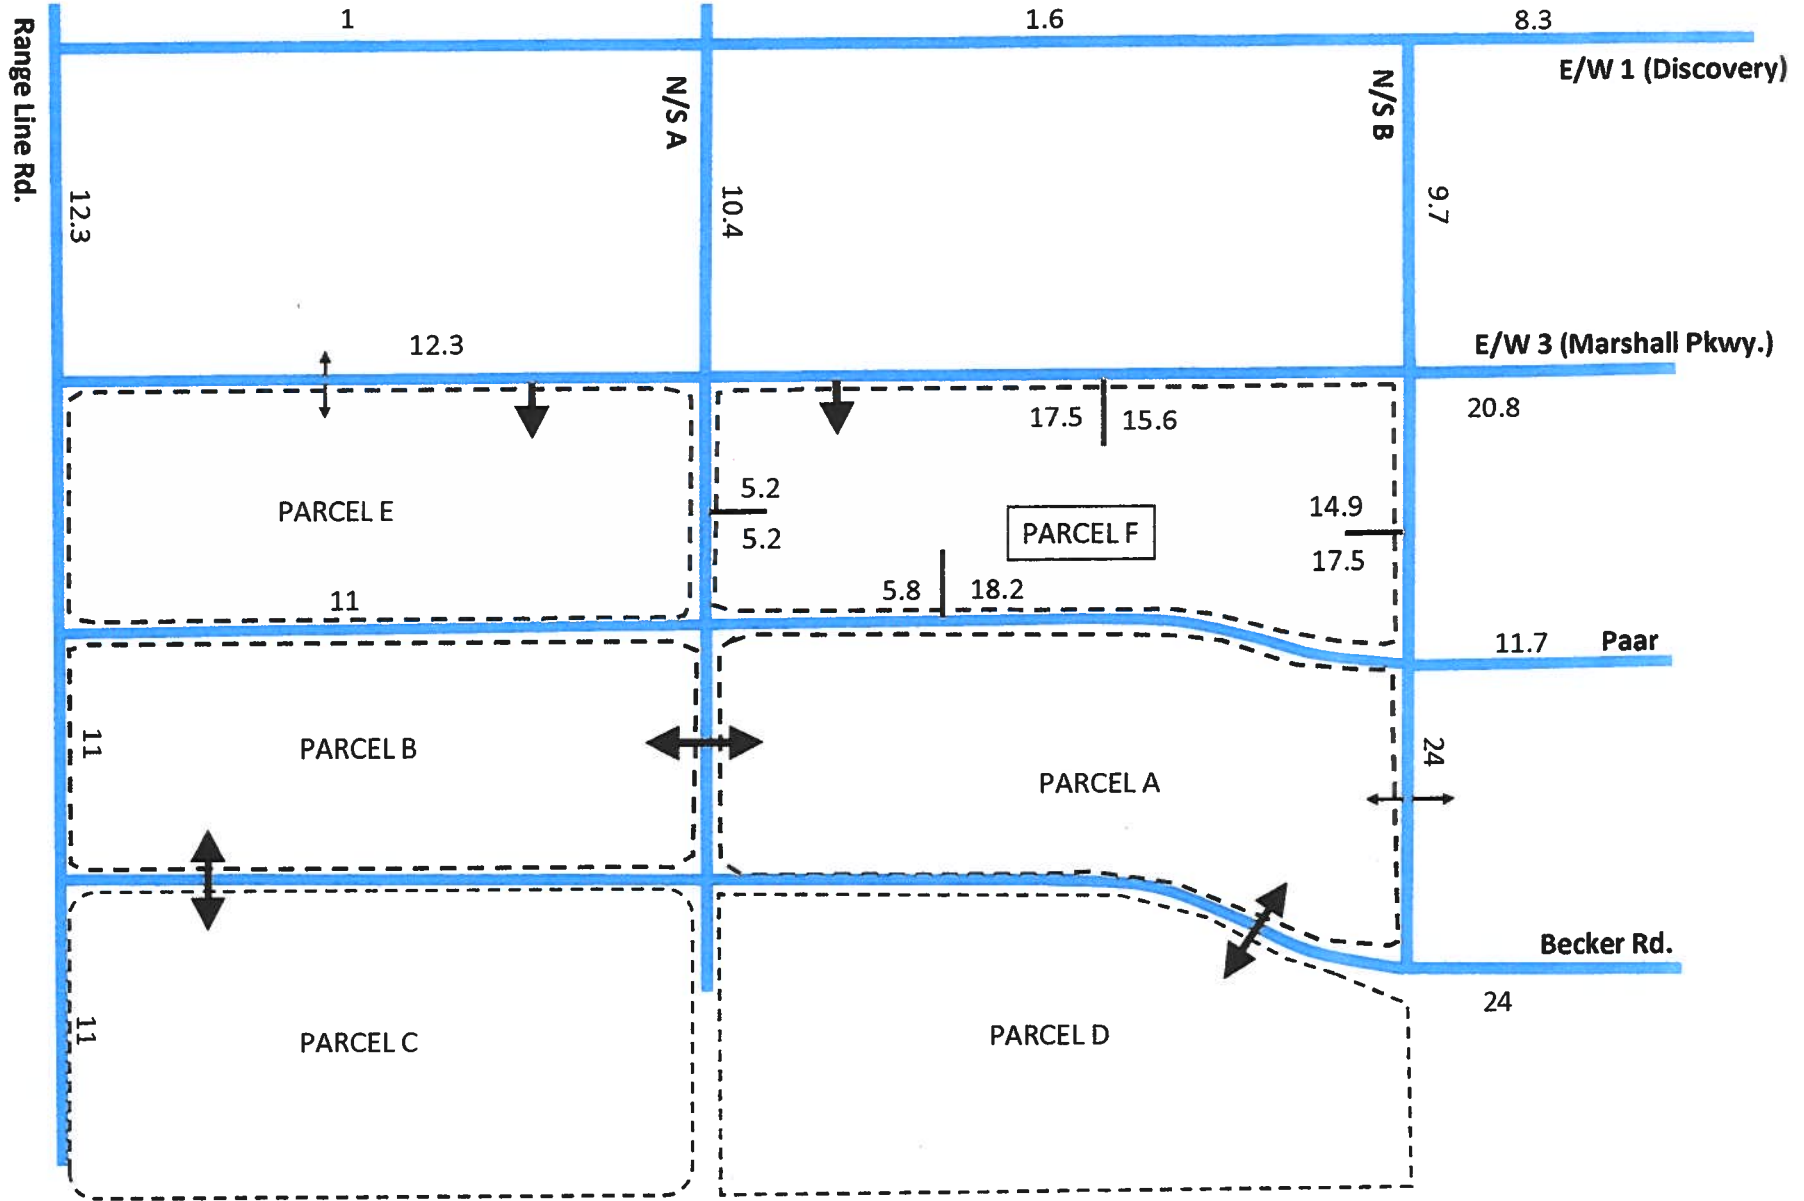 1
1.6
8.3
E/W 1 (Discovery)
Range Line Rd.
N/S A
N/S B
12.3
10.4
9.7
12.3
E/W 3 (Marshall Pkwy.)
17.5
15.6
20.8
5.2
PARCEL E
14.9
PARCEL F
5.2
17.5
5.8
18.2
11
11.7
Paar
11
PARCEL B
24
PARCEL A
Becker Rd.
24
11
PARCEL C
PARCEL D